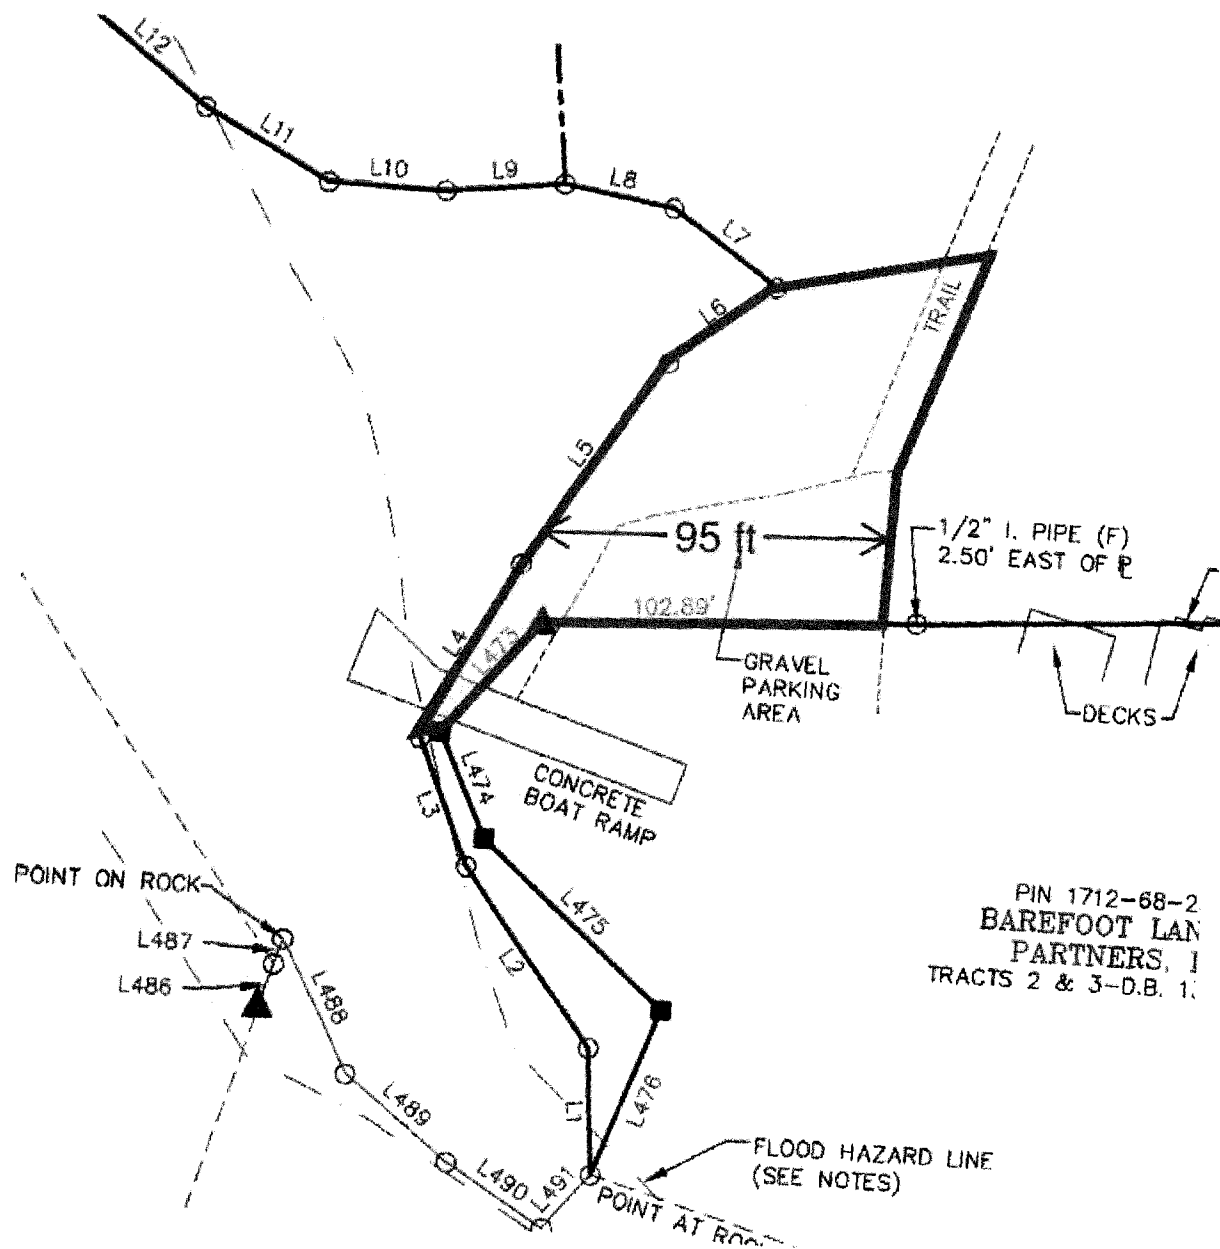 L12
L11
L10
L9
L8
L7
L6
TRAIL
L5
95 ft
1/2" I. PIPE (F)
2.50' EAST OF
102.89'
L4
L473
GRAVEL
PARKING
AREA
DECKS
L474
L3
CONCRETE
BOAT RAMP
POINT ON ROCK
L487
L486
L488
L475
L2
PIN 1712-68-2
BAREFOOT LAN
PARTNERS,
TRACTS 2 & 3-D.B. 1
L489
L1
L476
L490
L491
FLOOD HAZARD LINE
(SEE NOTES)
POINT AT